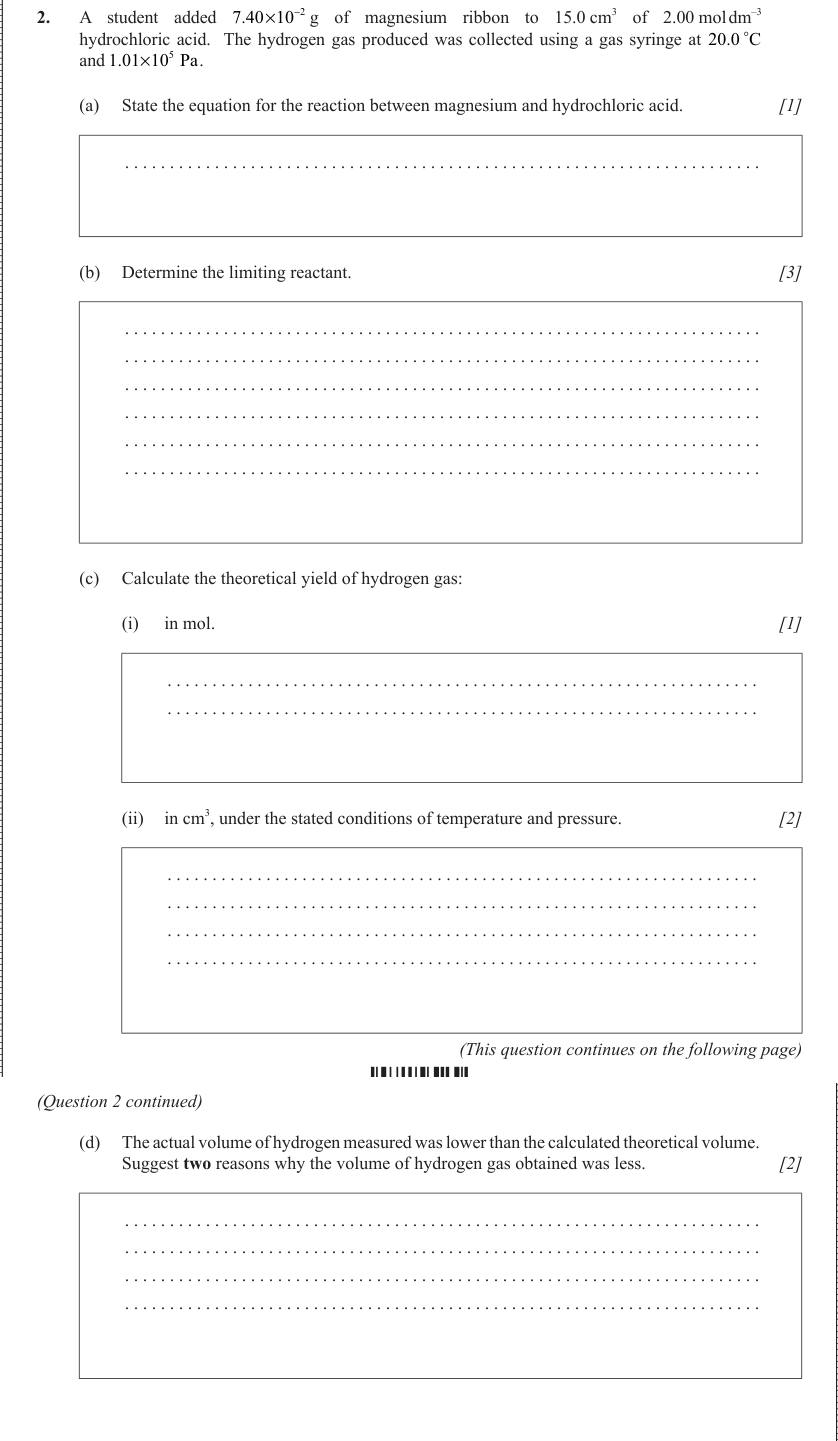 2. A student added 7.40×10⁻² g of magnesium ribbon to 15.0 cm³ of 2.00 mol dm⁻³
hydrochloric acid. The hydrogen gas produced was collected using a gas syringe at 20.0 °C
and 1.01×10⁵ Pa.
(a) State the equation for the reaction between magnesium and hydrochloric acid. [1]
(b) Determine the limiting reactant. [3]
(c) Calculate the theoretical yield of hydrogen gas:
(i) in mol. [1]
(ii) in cm³, under the stated conditions of temperature and pressure. [2]
(This question continues on the following page)
(Question 2 continued)
(d) The actual volume of hydrogen measured was lower than the calculated theoretical volume.
Suggest two reasons why the volume of hydrogen gas obtained was less. [2]